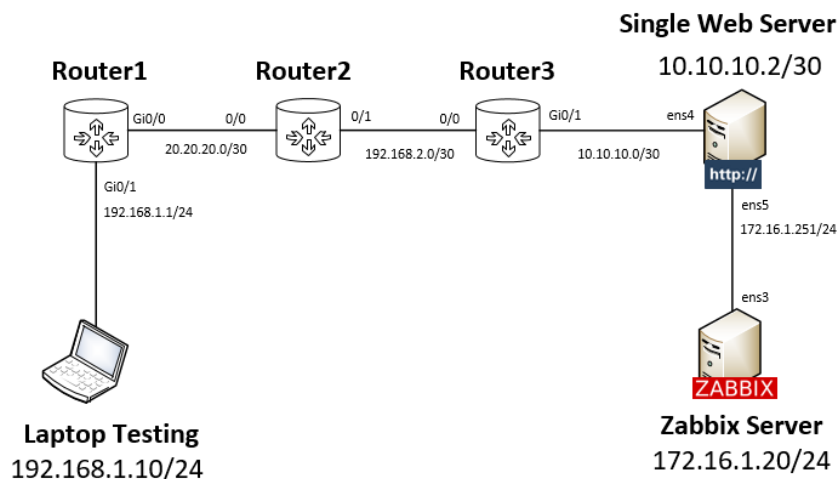 Single Web Server
10.10.10.2/30
Router1
Router2
Router3
Gi0/0
0/0
0/1
0/0
Gi0/1
ens4
20.20.20.0/30
192.168.2.0/30
10.10.10.0/30
http://
Gi0/1
192.168.1.1/24
ens5
172.16.1.251/24
ens3
ZABBIX
Laptop Testing
192.168.1.10/24
Zabbix Server
172.16.1.20/24